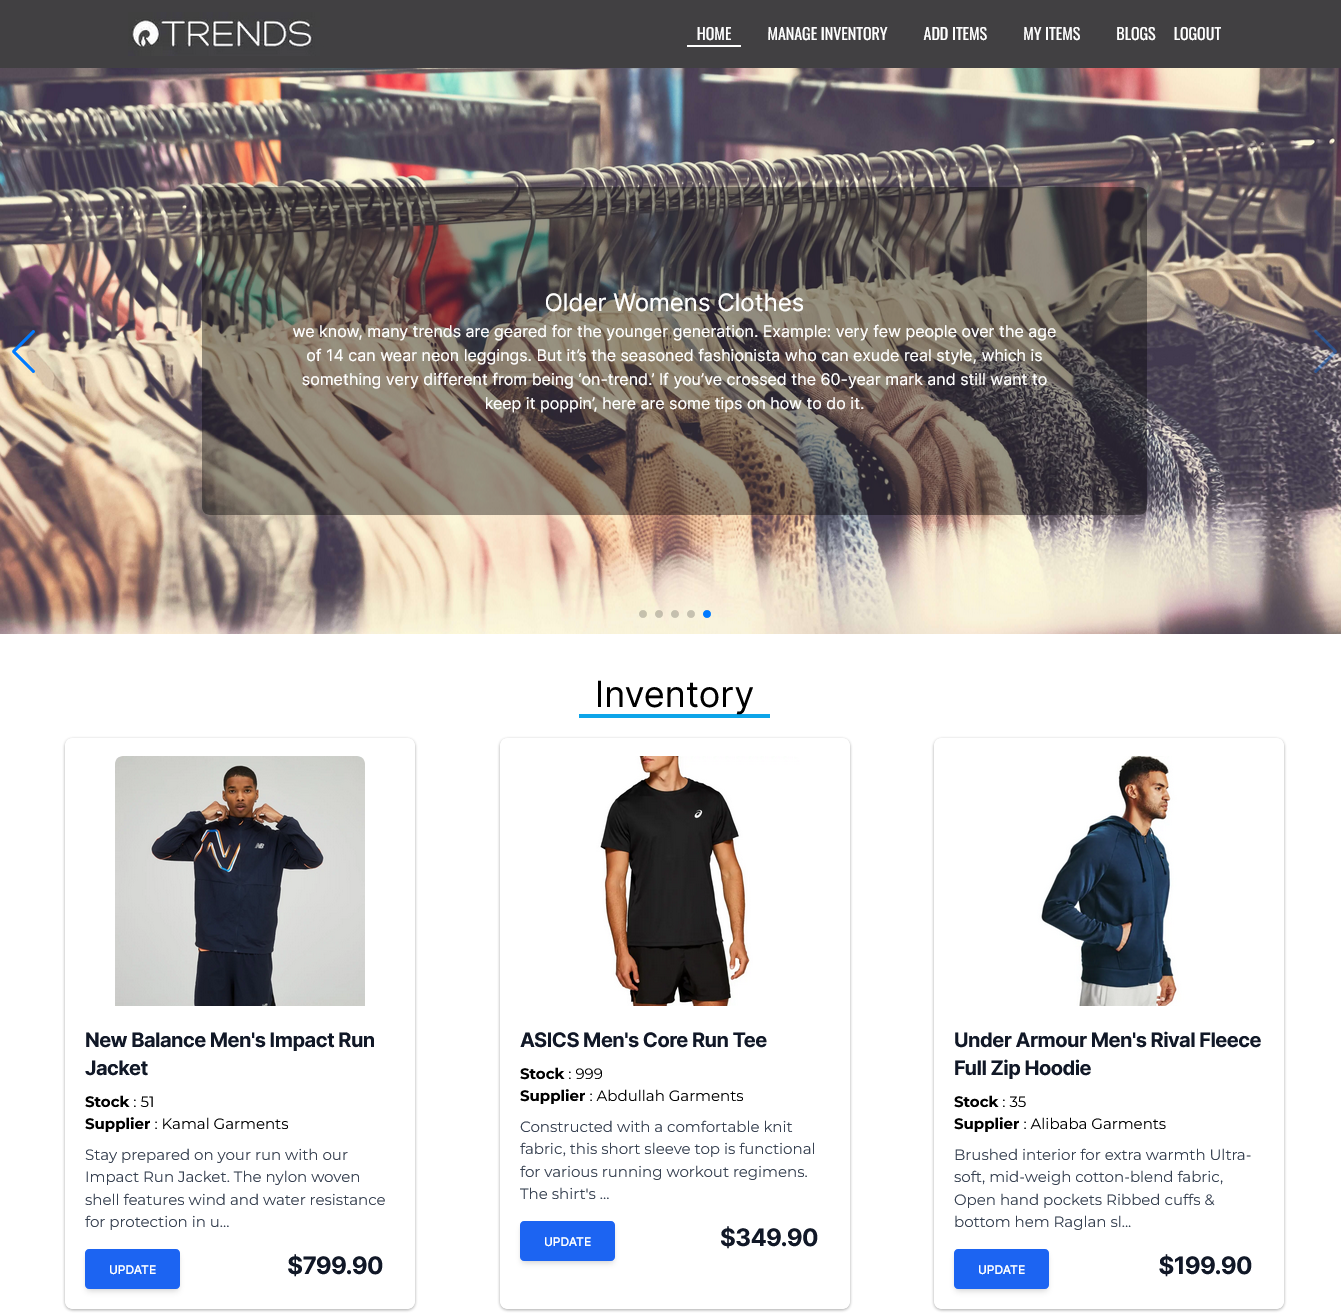 TRENDS
HOME MANAGE INVENTORY ADD ITEMS MY ITEMS BLOGS LOGOUT
Older Womens Clothes
we know, many trends are geared for the younger generation. Example: very few people over the age
of 14 can wear neon leggings. But it’s the seasoned fashionista who can exude real style, which is
something very different from being ‘on-trend.’ If you’ve crossed the 60-year mark and still want to
keep it poppin’, here are some tips on how to do it.
Inventory
New Balance Men's Impact Run
Jacket
Stock : 51
Supplier : Kamal Garments
Stay prepared on your run with our
Impact Run Jacket. The nylon woven
shell features wind and water resistance
for protection in u...
UPDATE
$799.90
ASICS Men's Core Run Tee
Stock : 999
Supplier : Abdullah Garments
Constructed with a comfortable knit
fabric, this short sleeve top is functional
for various running workout regimens.
The shirt's ...
UPDATE
$349.90
Under Armour Men's Rival Fleece
Full Zip Hoodie
Stock : 35
Supplier : Alibaba Garments
Brushed interior for extra warmth Ultra-
soft, mid-weigh cotton-blend fabric,
Open hand pockets Ribbed cuffs &
bottom hem Raglan sl...
UPDATE
$199.90